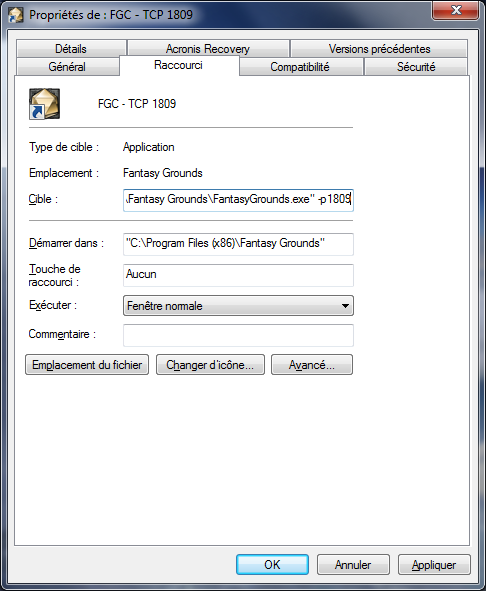 Propriétés de : FGC - TCP 1809
Détails
Acronis Recovery
Versions précédentes
Général
Raccourci
Compatibilité
Sécurité
FGC - TCP 1809
Type de cible :
Application
Emplacement :
Fantasy Grounds
Cible :
\Fantasy Grounds\FantasyGrounds.exe" -p1809
Démarrer dans :
"C:\Program Files (x86)\Fantasy Grounds"
Touche de raccourci :
Aucun
Exécuter :
Fenêtre normale
Commentaire :
Emplacement du fichier
Changer d'icône...
Avancé...
OK
Annuler
Appliquer